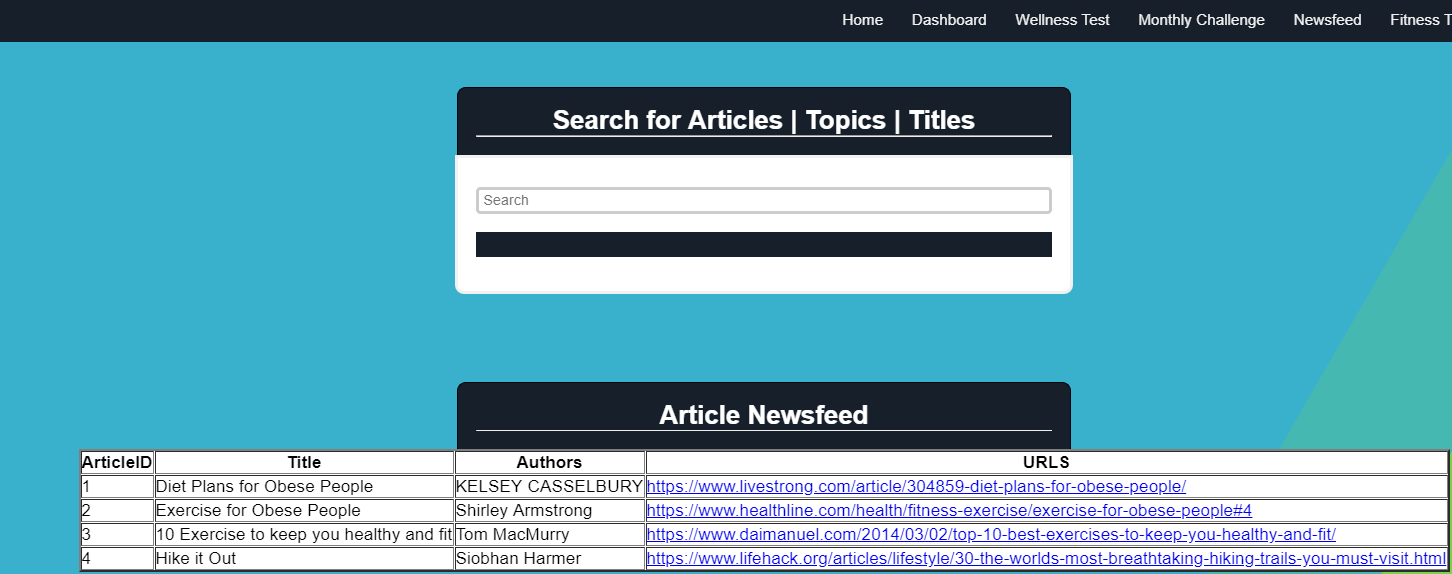 Home Dashboard Wellness Test Monthly Challenge Newsfeed Fitness T
Search for Articles | Topics | Titles
Search
Article Newsfeed
ArticleID Title Authors URLS
1 Diet Plans for Obese People KELSEY CASSELBURY https://www.livestrong.com/article/304859-diet-plans-for-obese-people/
2 Exercise for Obese People Shirley Armstrong https://www.healthline.com/health/fitness-exercise/exercise-for-obese-people#4
3 10 Exercise to keep you healthy and fit Tom MacMurry https://www.daimanuel.com/2014/03/02/top-10-best-exercises-to-keep-you-healthy-and-fit/
4 Hike it Out Siobhan Harmer https://www.lifehack.org/articles/lifestyle/30-the-worlds-most-breathtaking-hiking-trails-you-must-visit.html